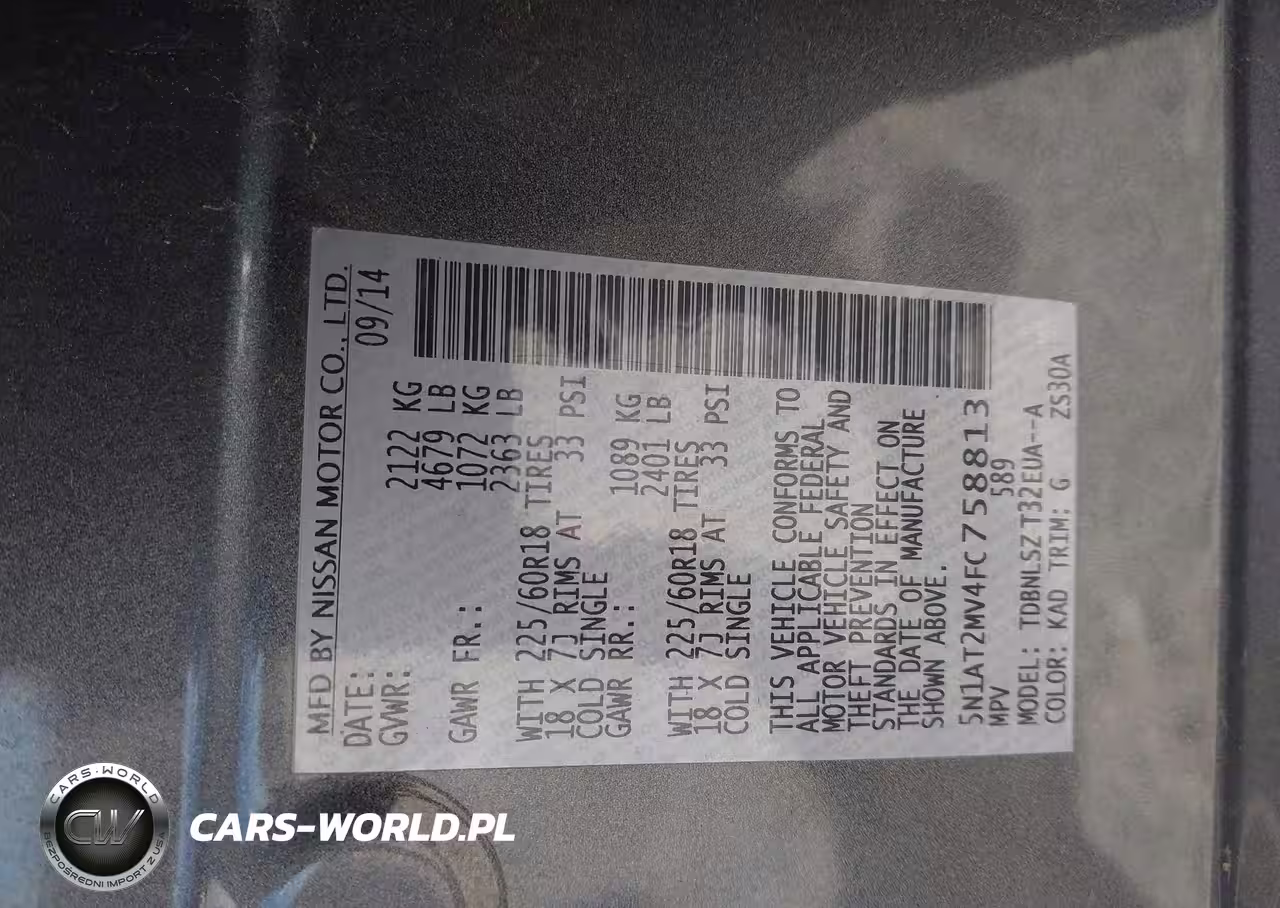 MFD BY NISSAN MOTOR CO., LTD.
DATE: 09/14
GVWR: 2122 KG
4679 LB
GAWR FR.: 1072 KG
2363 LB
WITH 225/60R18 TIRES
18 X 7J RIMS AT 33 PSI
COLD SINGLE
GAWR RR.: 1089 KG
2401 LB
WITH 225/60R18 TIRES
18 X 7J RIMS AT 33 PSI
COLD SINGLE
THIS VEHICLE CONFORMS TO
ALL APPLICABLE FEDERAL
MOTOR VEHICLE SAFETY AND
THEFT PREVENTION
STANDARDS IN EFFECT ON
THE DATE OF MANUFACTURE
SHOWN ABOVE.
5N1AT2MV4FC758813
MPV 589
MODEL: TDBNLSZ T32EUA--A
COLOR: KAD TRIM: G ZS30A
CARS-WORLD
CW
BEZPOŚREDNI IMPORT Z USA
CARS-WORLD.PL